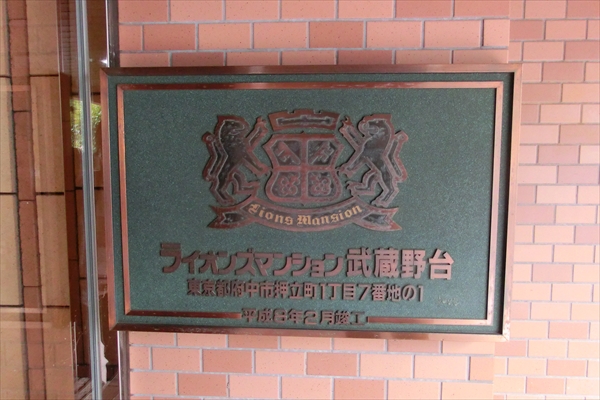 Lions Mansion
ライオンズマンション武蔵野台
東京都府中市押立町1丁目7番地の1
平成6年2月竣工